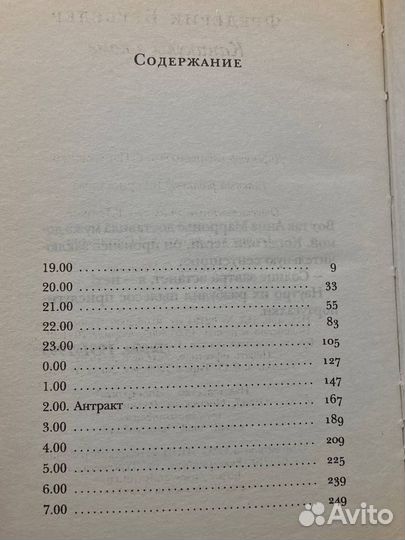 Содержание
19.00 ........ 9
20.00 ........ 33
21.00 ........ 55
22.00 ........ 83
23.00 ........ 105
0.00 ........ 127
1.00 ........ 147
2.00. Антракт ........ 167
3.00 ........ 189
4.00 ........ 209
5.00 ........ 225
6.00 ........ 239
7.00 ........ 249
Avito